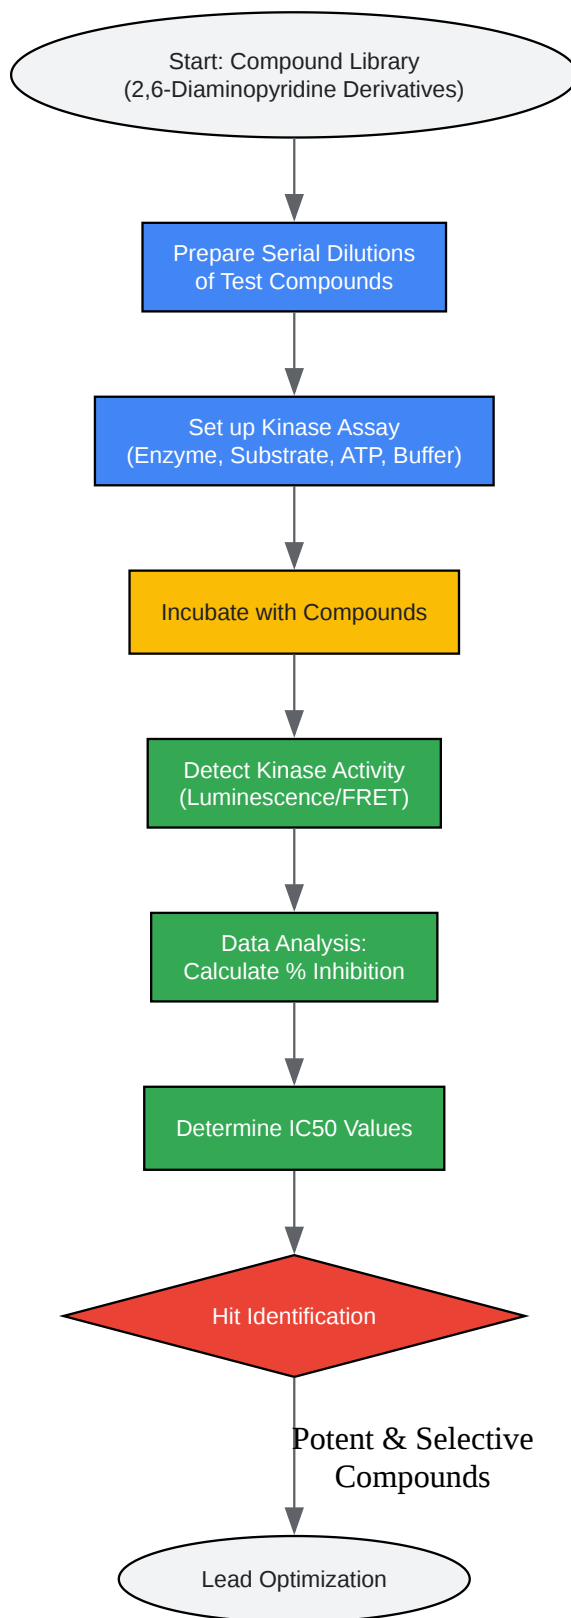 Start: Compound Library
(2,6-Diaminopyridine Derivatives)
Prepare Serial Dilutions
of Test Compounds
Set up Kinase Assay
(Enzyme, Substrate, ATP, Buffer)
Incubate with Compounds
Detect Kinase Activity
(Luminescence/FRET)
Data Analysis:
Calculate % Inhibition
Determine IC50 Values
Hit Identification
Potent & Selective
Compounds
Lead Optimization